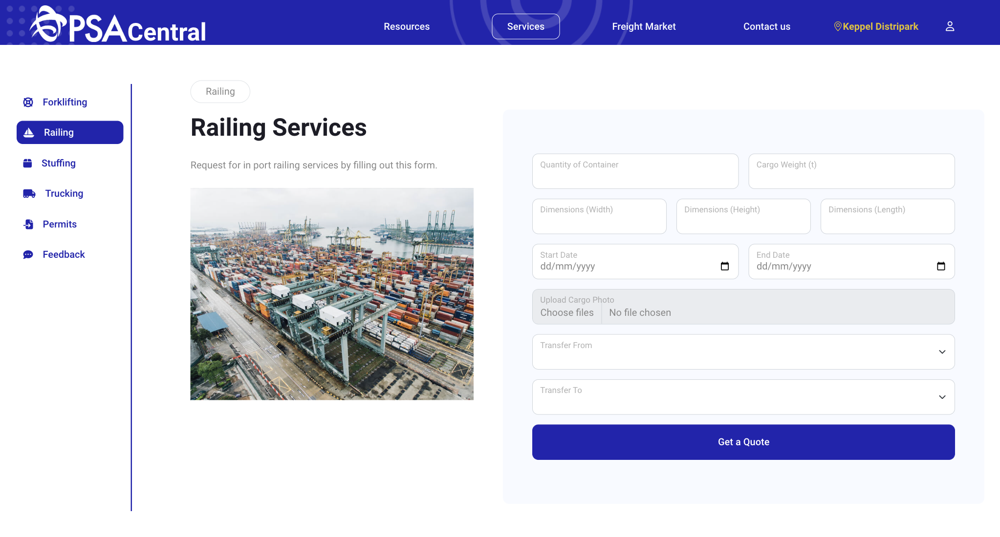 PSA Central
Resources
Services
Freight Market
Contact us
Keppel Distripark
Forklifting
Railing
Stuffing
Trucking
Permits
Feedback
Railing
Railing Services
Request for in port railing services by filling out this form.
Quantity of Container
Cargo Weight (t)
Dimensions (Width)
Dimensions (Height)
Dimensions (Length)
Start Date
dd/mm/yyyy
End Date
dd/mm/yyyy
Upload Cargo Photo
Choose files No file chosen
Transfer From
Transfer To
Get a Quote